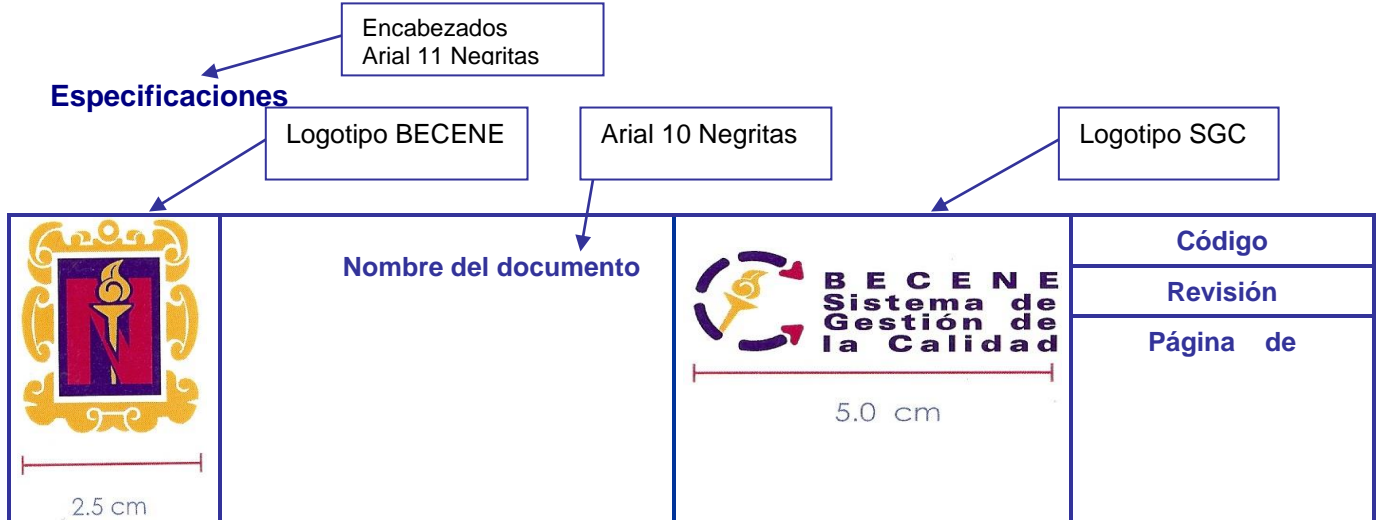 Encabezados
Arial 11 Negritas
Especificaciones
Logotipo BECENE
Arial 10 Negritas
Logotipo SGC
Nombre del documento
BECENE
Sistema de
Gestión de
la Calidad
5.0 cm
2.5 cm
Código
Revisión
Página de